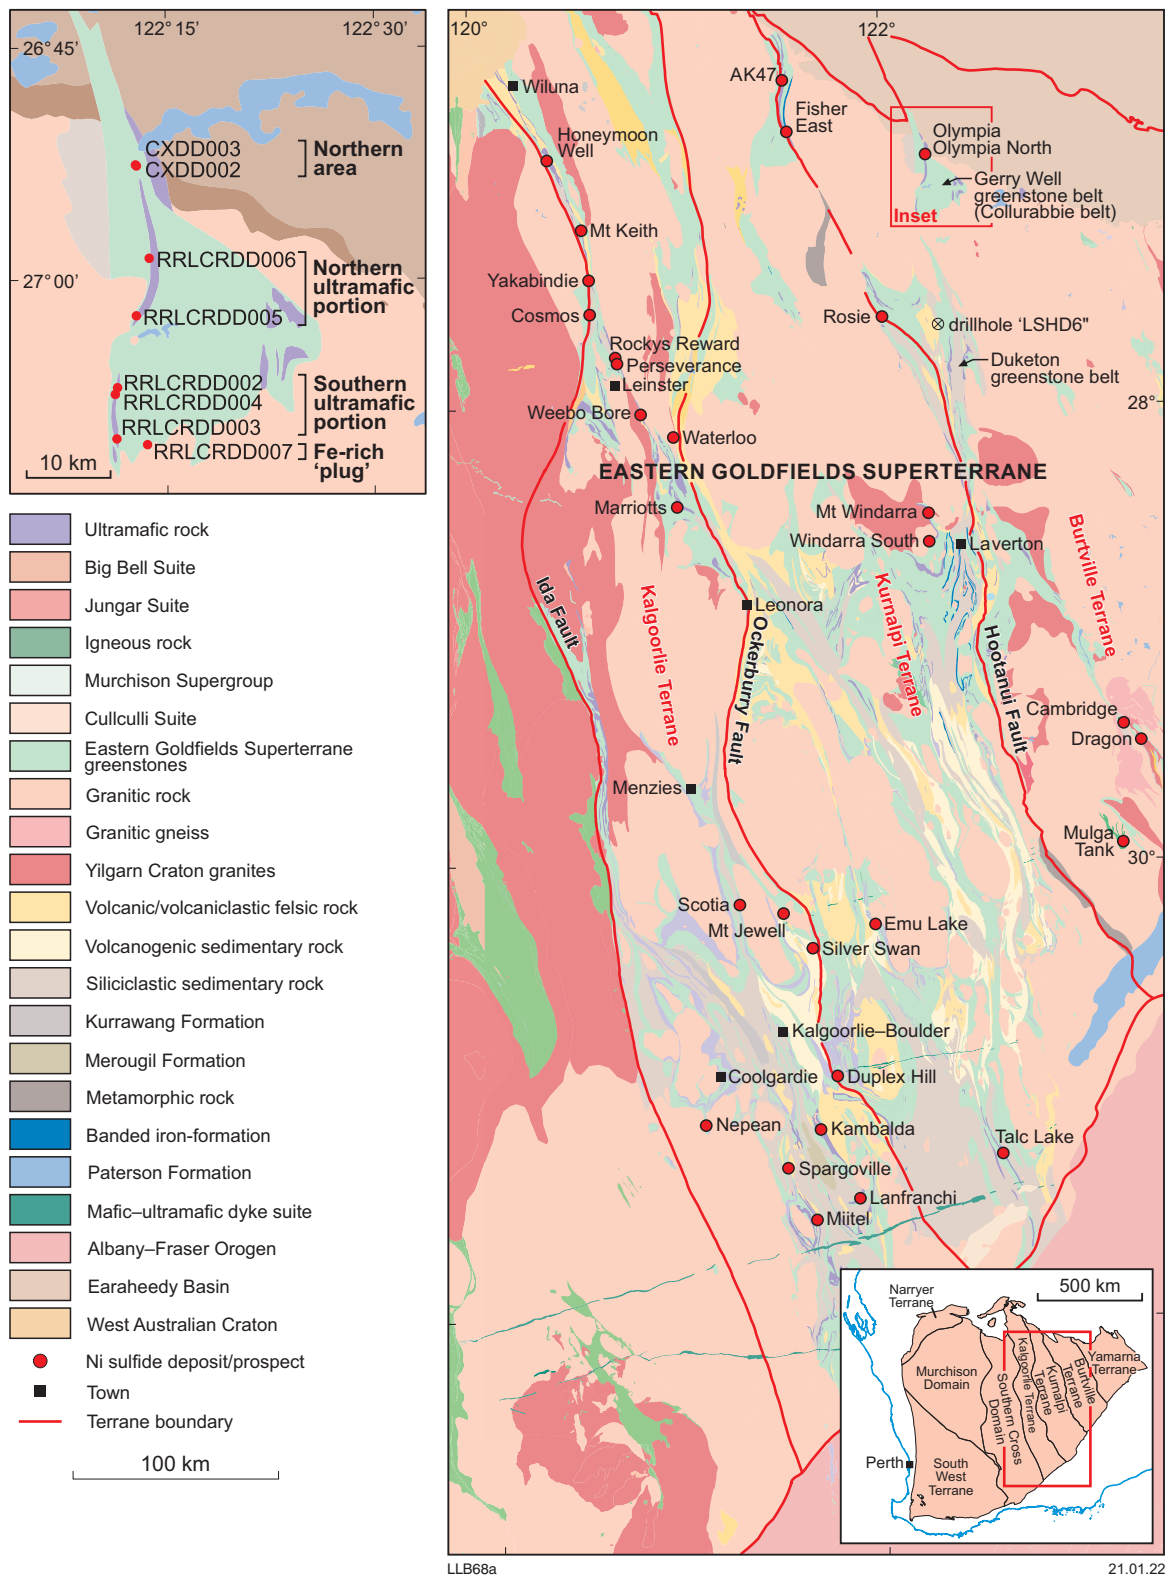 122°15'
122°30'
26°45'
CXDD003
CXDD002
Northern
area
RRLCRDD006
27°00'
Northern
ultramafic
portion
RRLCRDD005
RRLCRDD002
RRLCRDD004
Southern
ultramafic
portion
RRLCRDD003
RRLCRDD007
Fe-rich
‘plug’
10 km
Ultramafic rock
Big Bell Suite
Jungar Suite
Igneous rock
Murchison Supergroup
Cullculli Suite
Eastern Goldfields Superterrane
greenstones
Granitic rock
Granitic gneiss
Yilgarn Craton granites
Volcanic/volcaniclastic felsic rock
Volcanogenic sedimentary rock
Siliciclastic sedimentary rock
Kurrawang Formation
Merougil Formation
Metamorphic rock
Banded iron-formation
Paterson Formation
Mafic–ultramafic dyke suite
Albany–Fraser Orogen
Earaheedy Basin
West Australian Craton
Ni sulfide deposit/prospect
Town
Terrane boundary
100 km
120°
122°
AK47
Wiluna
Fisher
East
Honeymoon
Well
Olympia
Olympia North
Gerry Well
greenstone belt
(Collurabbie belt)
Inset
Mt Keith
Yakabindie
Cosmos
Rosie
drillhole ‘LSHD6"
Rockys Reward
Perseverance
Leinster
Duketon
greenstone belt
28°
Weebo Bore
Waterloo
EASTERN GOLDFIELDS SUPERTERRANE
Marriotts
Mt Windarra
Windarra South
Laverton
Burtville Terrane
Ida Fault
Kalgoorlie Terrane
Leonora
Kurnalpi Terrane
Ockerburry Fault
Hootanui Fault
Cambridge
Dragon
Menzies
Mulga
Tank
30°
Scotia
Mt Jewell
Emu Lake
Silver Swan
Kalgoorlie–Boulder
Coolgardie
Duplex Hill
Nepean
Kambalda
Talc Lake
Spargoville
Lanfranchi
Miitel
500 km
Narryer
Terrane
Murchison
Domain
Southern Cross
Domain
Kalgoorlie Terrane
Kurnalpi
Terrane
Burtville
Terrane
Yamarna
Terrane
Perth
South
West
Terrane
LLB68a
21.01.22